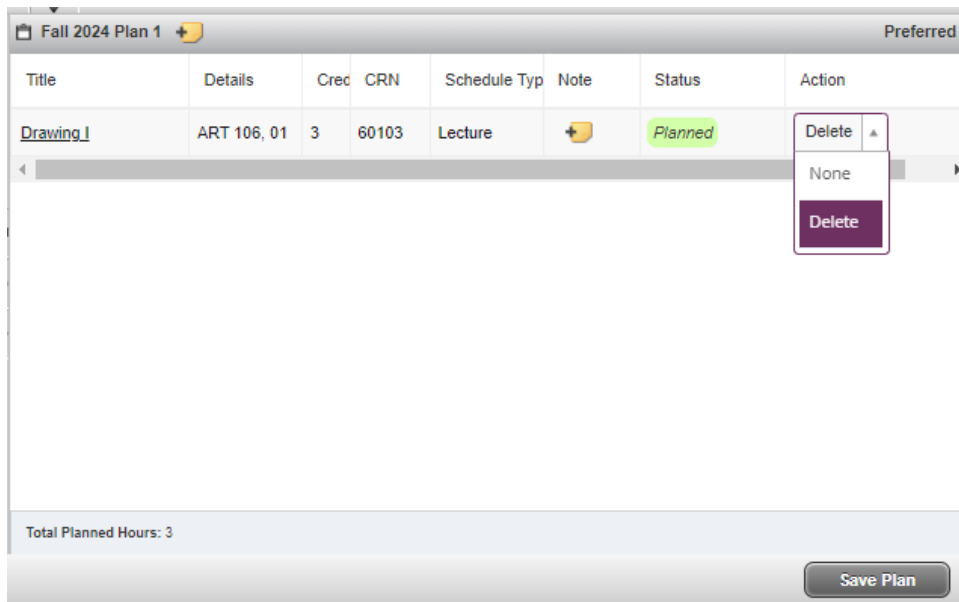 Fall 2024 Plan 1 Preferred
Title Details Cred CRN Schedule Typ Note Status Action
Drawing I ART 106, 01 3 60103 Lecture Planned Delete
None
Delete
Total Planned Hours: 3
Save Plan